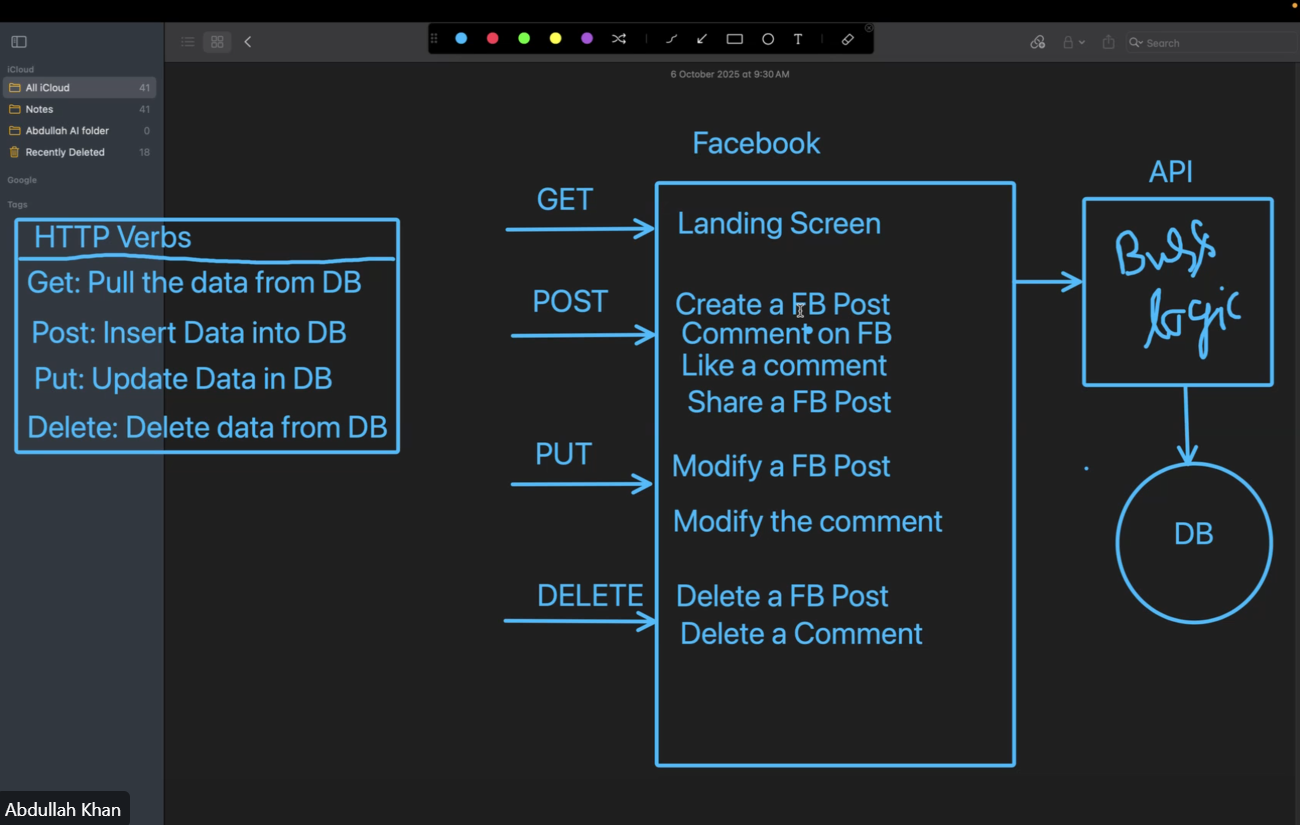 iCloud
All iCloud 41
Notes 41
Abdullah AI folder 0
Recently Deleted 18
Google
Tags
T
Search
6 October 2025 at 9:30 AM
HTTP Verbs
Get: Pull the data from DB
Post: Insert Data into DB
Put: Update Data in DB
Delete: Delete data from DB
Facebook
GET
Landing Screen
POST
Create a FB Post
Comment on FB
Like a comment
Share a FB Post
PUT
Modify a FB Post
Modify the comment
DELETE
Delete a FB Post
Delete a Comment
API
logic
DB
Abdullah Khan